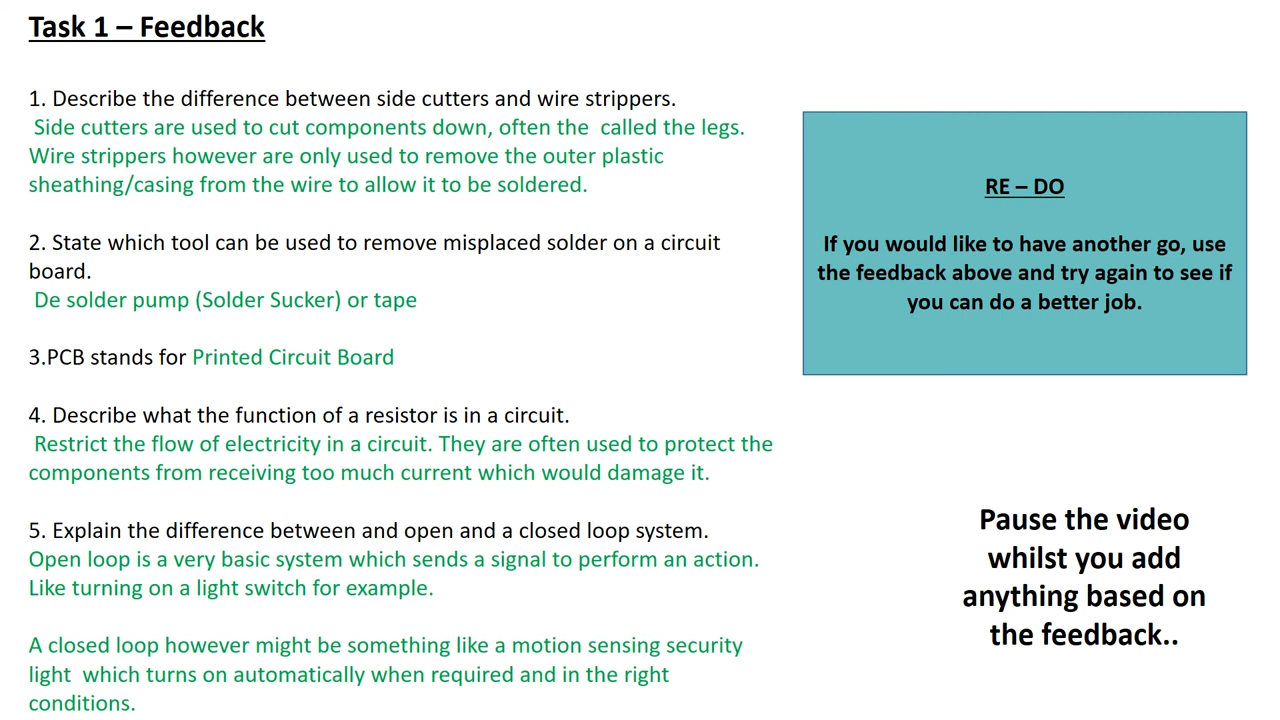 Task 1 – Feedback
1. Describe the difference between side cutters and wire strippers.
Side cutters are used to cut components down, often the  called the legs.
Wire strippers however are only used to remove the outer plastic
sheathing/casing from the wire to allow it to be soldered.
2. State which tool can be used to remove misplaced solder on a circuit
board.
De solder pump (Solder Sucker) or tape
3.PCB stands for Printed Circuit Board
4. Describe what the function of a resistor is in a circuit.
Restrict the flow of electricity in a circuit. They are often used to protect the
components from receiving too much current which would damage it.
5. Explain the difference between and open and a closed loop system.
Open loop is a very basic system which sends a signal to perform an action.
Like turning on a light switch for example.
A closed loop however might be something like a motion sensing security
light  which turns on automatically when required and in the right
conditions.
RE – DO
If you would like to have another go, use
the feedback above and try again to see if
you can do a better job.
Pause the video
whilst you add
anything based on
the feedback..